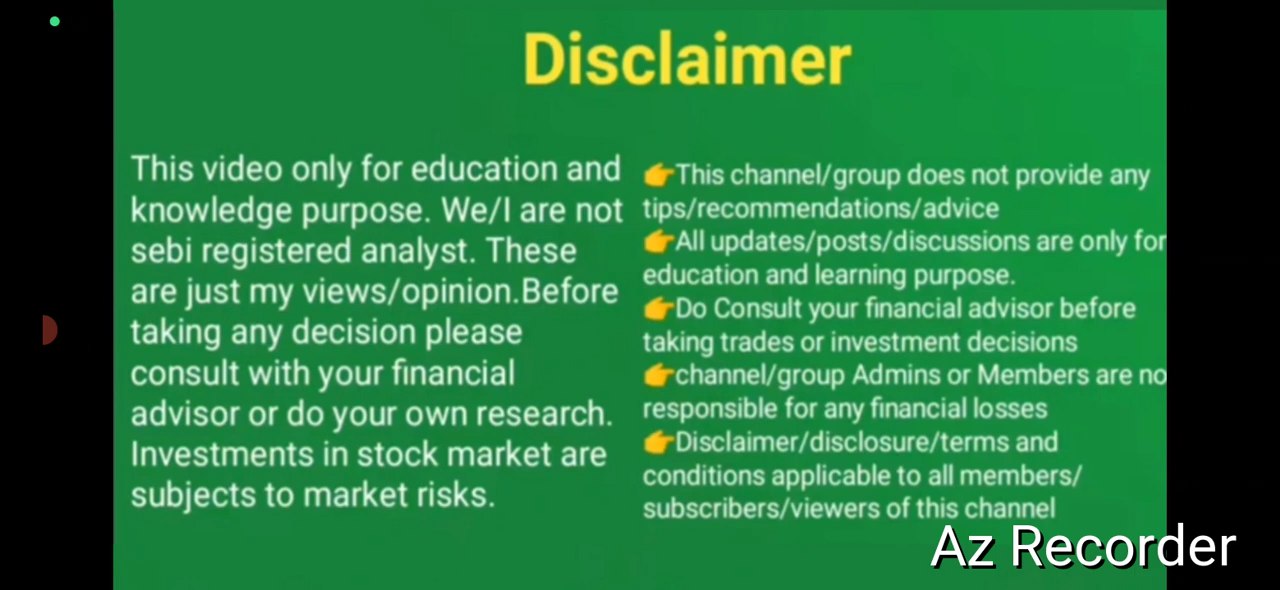 Disclaimer
This video only for education and
knowledge purpose. We/I are not
sebi registered analyst. These
are just my views/opinion.Before
taking any decision please
consult with your financial
advisor or do your own research.
Investments in stock market are
subjects to market risks.
👉This channel/group does not provide any
tips/recommendations/advice
👉All updates/posts/discussions are only for
education and learning purpose.
👉Do Consult your financial advisor before
taking trades or investment decisions
👉channel/group Admins or Members are no
responsible for any financial losses
👉Disclaimer/disclosure/terms and
conditions applicable to all members/
subscribers/viewers of this channel
Az Recorder